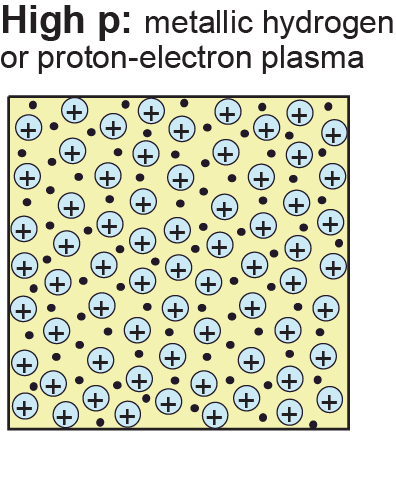 High p: metallic hydrogen
or proton-electron plasma